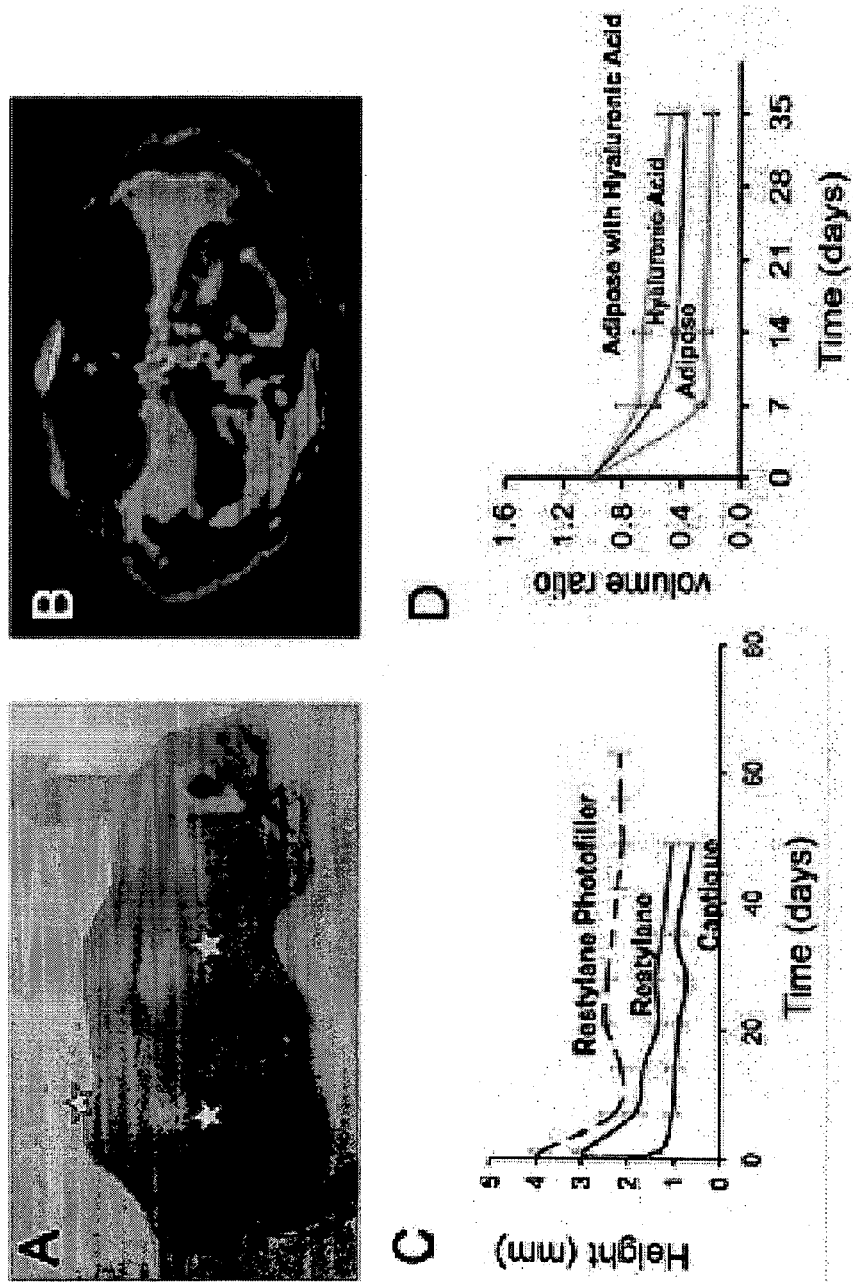 A
B
C
Height (mm)
5
4
3
2
1
0
Restylane Photofiller
Restylane
Captique
0
20
40
60
80
Time (days)
D
volume ratio
1.6
1.2
0.8
0.4
0.0
Adipose with Hyaluronic Acid
Hyaluronic Acid
Adipose
0
7
14
21
28
35
Time (days)